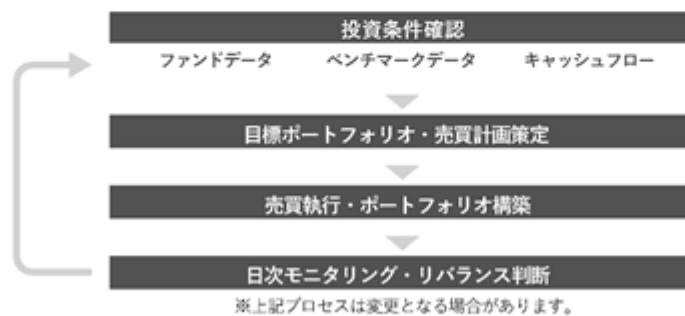 投資条件確認
ファンドデータ ベンチマークデータ キャッシュフロー
目標ポートフォリオ・売買計画策定
売買執行・ポートフォリオ構築
日次モニタリング・リバランス判断
※上記プロセスは変更となる場合があります。